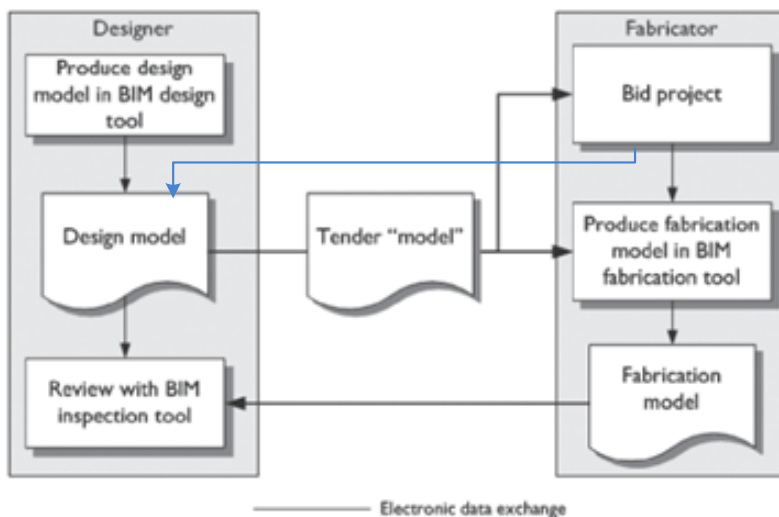 Designer
Produce design
model in BIM design
tool
Design model
Review with BIM
inspection tool
Tender “model”
Fabricator
Bid project
Produce fabrication
model in BIM
fabrication tool
Fabrication
model
Electronic data exchange